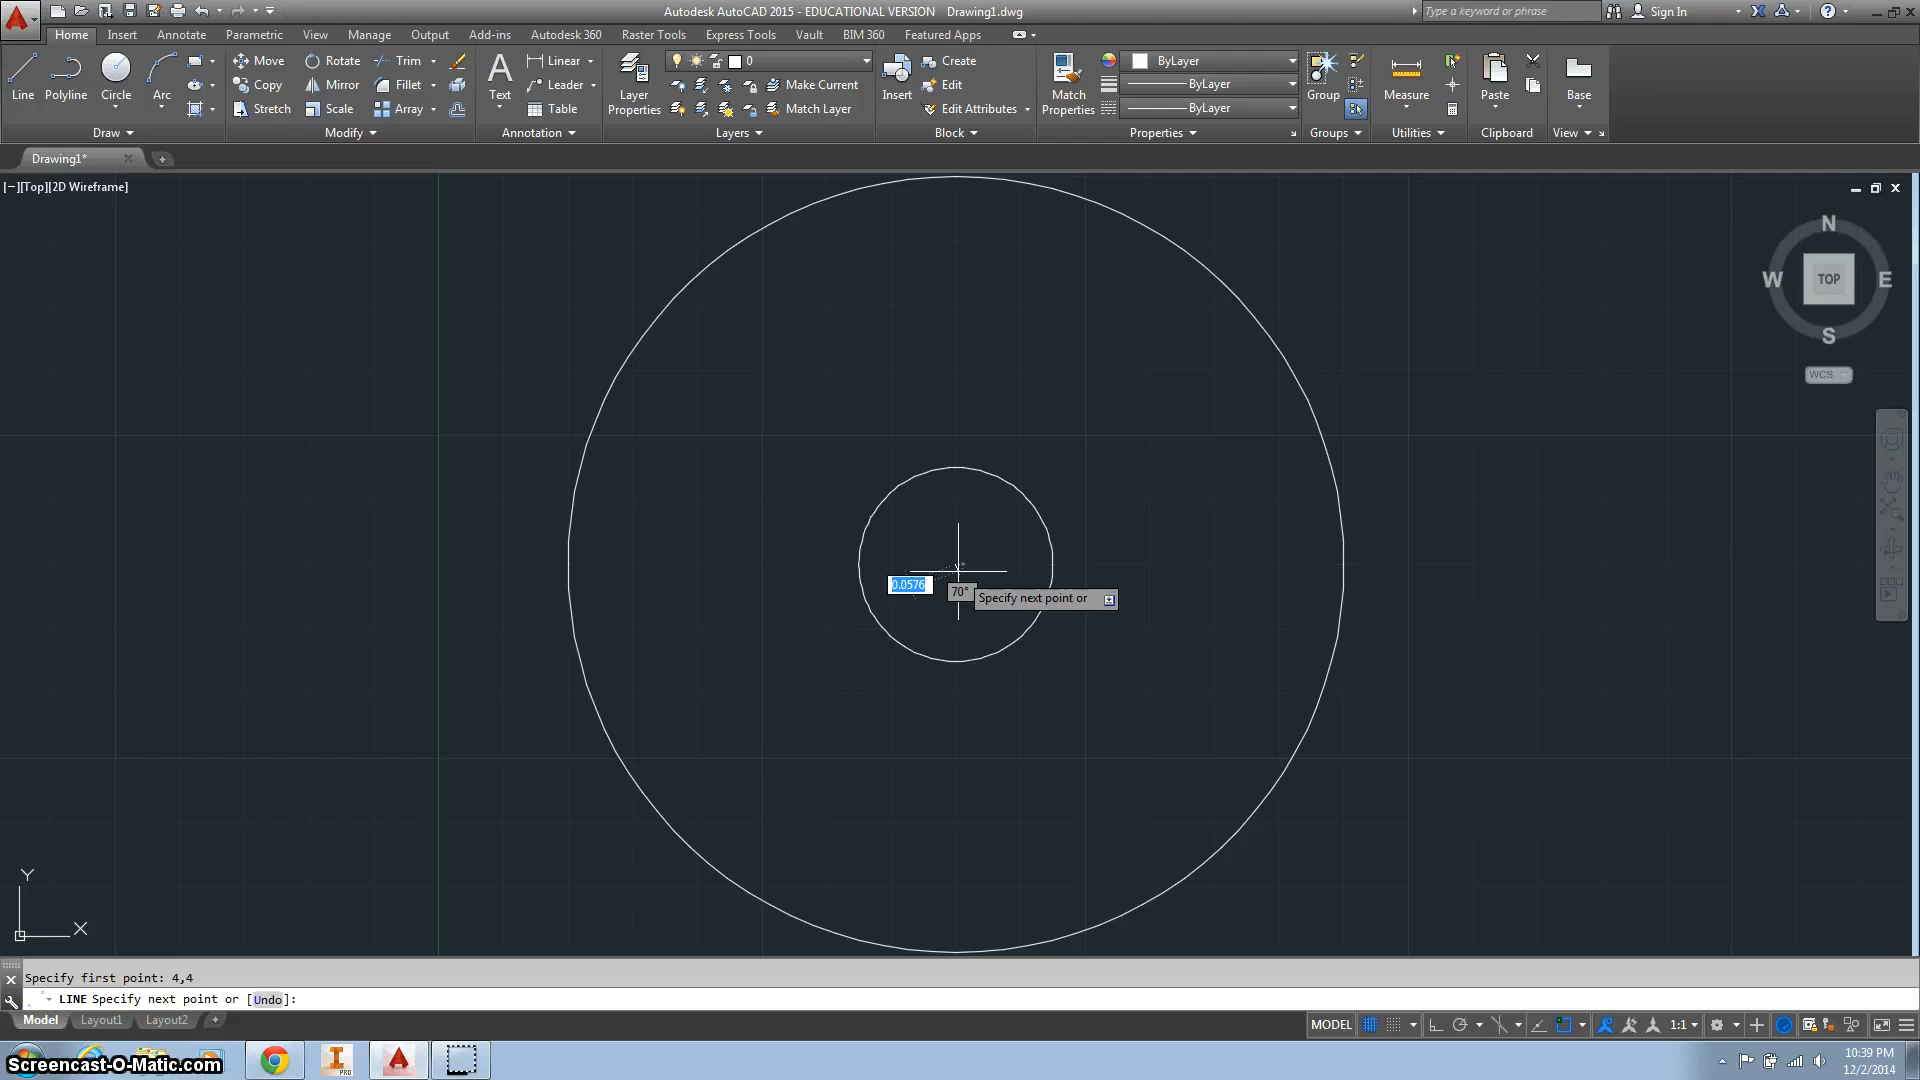 Autodesk AutoCAD 2015 - EDUCATIONAL VERSION Drawing1.dwg
Type a keyword or phrase
Sign In
Home Insert Annotate Parametric View Manage Output Add-ins Autodesk 360 Raster Tools Express Tools Vault BIM 360 Featured Apps
Line Polyline Circle Arc
Draw
Move Rotate Trim
Copy Mirror Fillet
Stretch Scale Array
Modify
Text
Linear
Leader
Table
Annotation
Layer
Properties
0
Make Current
Match Layer
Layers
Insert
Create
Edit
Edit Attributes
Block
Match
Properties
ByLayer
ByLayer
ByLayer
Properties
Group
Groups
Measure
Utilities
Paste
Clipboard
Base
View
Drawing1*
[−][Top][2D Wireframe]
N
W TOP E
S
WCS
0.0576
70°
Specify next point or
Y
X
Specify first point: 4,4
LINE Specify next point or [Undo]:
Model Layout1 Layout2
MODEL
1:1
PRO
Screencast-O-Matic.com
10:39 PM
12/2/2014